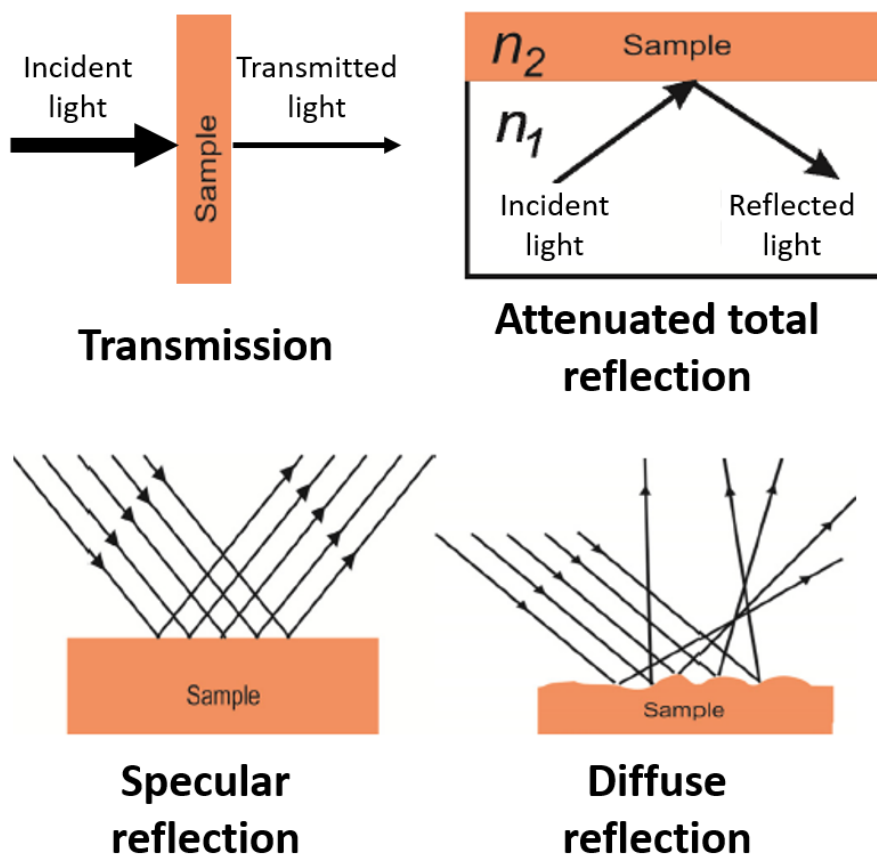 Incident
light
Transmitted
light
Sample
Transmission
n2
Sample
n1
Incident
light
Reflected
light
Attenuated total
reflection
Sample
Specular
reflection
Sample
Diffuse
reflection